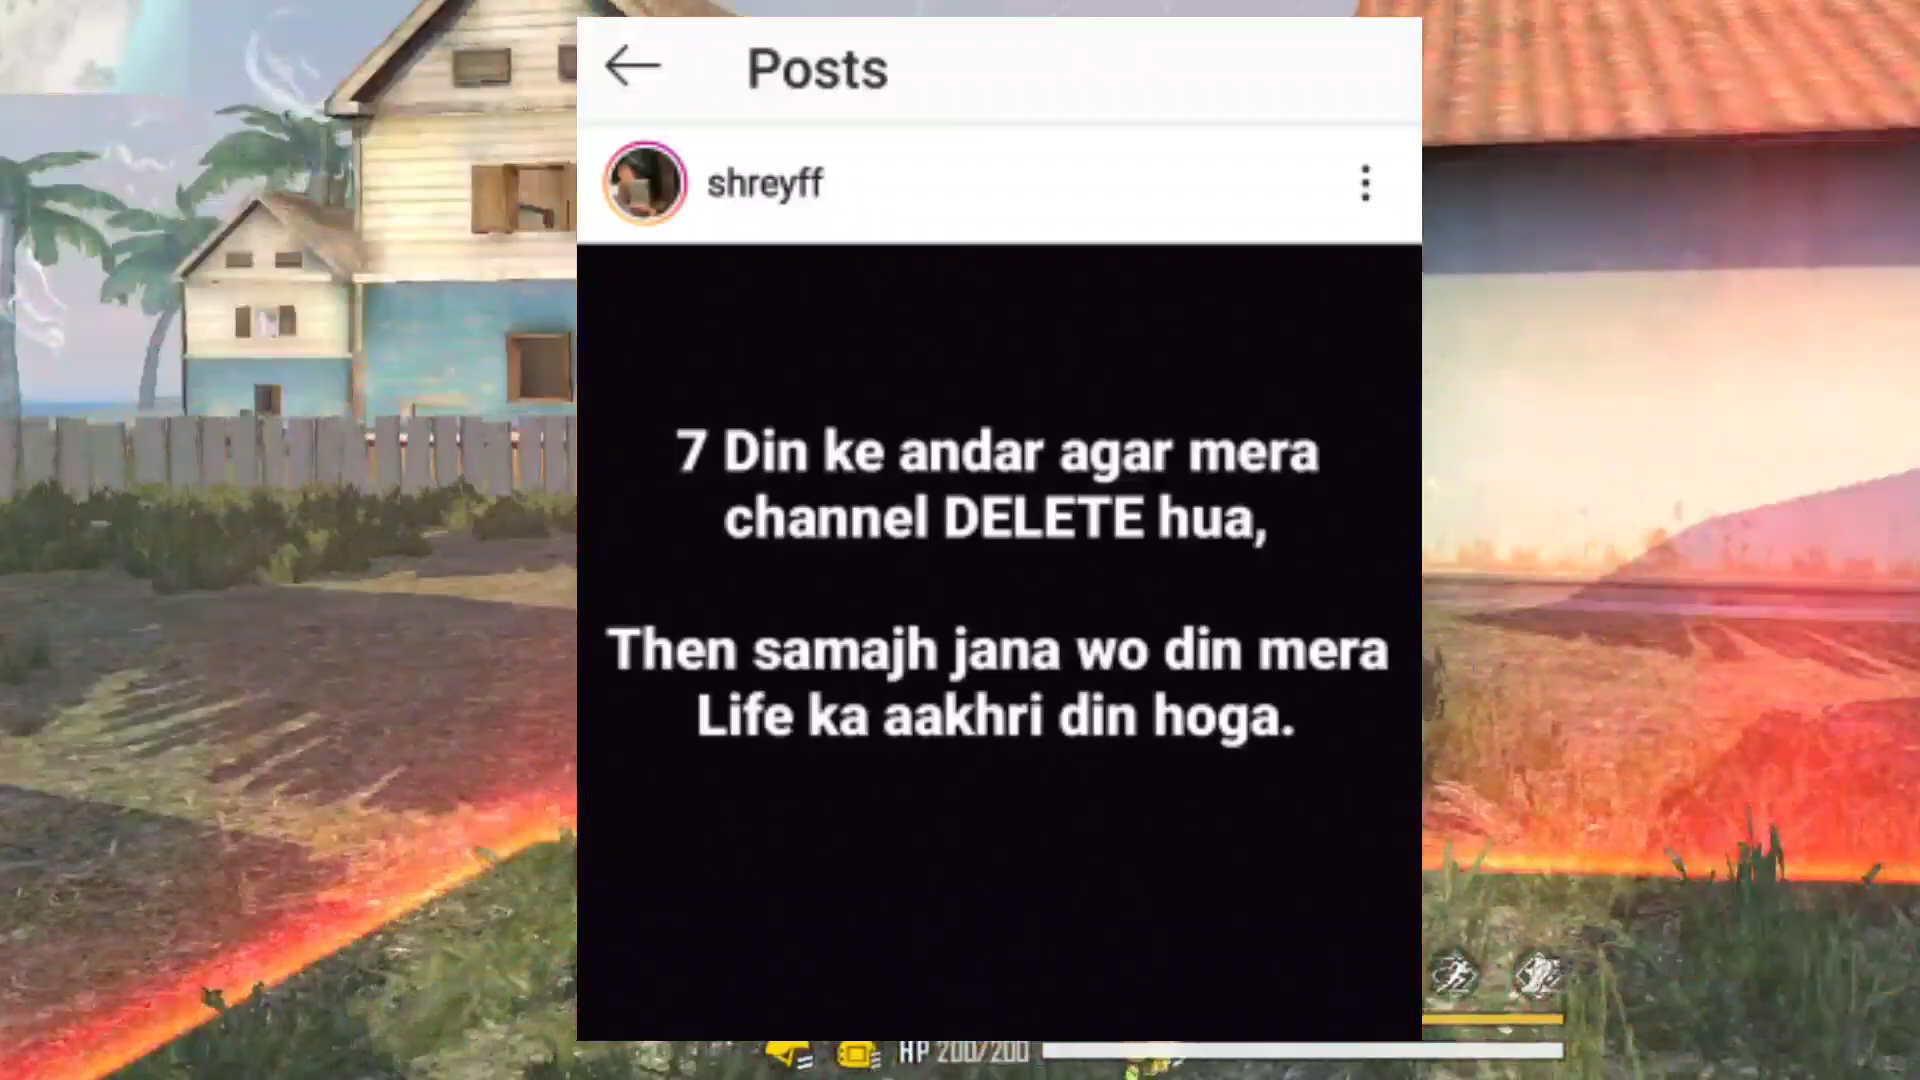 Posts
shreyff
7 Din ke andar agar mera
channel DELETE hua,
Then samajh jana wo din mera
Life ka aakhri din hoga.
HP 200/200